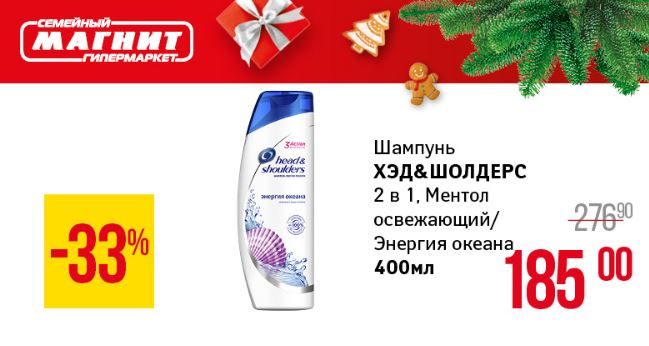 СЕМЕЙНЫЙ
МАГНИТ
ГИПЕРМАРКЕТ
3 Action
head &
shoulders
энергия океана
-33%
Шампунь
ХЭД&ШОЛДЕРС
2 в 1, Ментол
освежающий/
Энергия океана
400мл
276 90
185 00